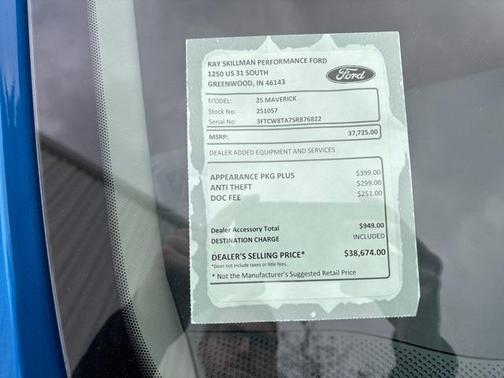 RAY SKILLMAN PERFORMANCE FORD
1250 US 31 SOUTH
GREENWOOD, IN 46143
Ford
MODEL: 25 MAVERICK
Stock No: 251057
Serial No: 3FTCW8TA7SRB76822
MSRP: 37,725.00
DEALER ADDED EQUIPMENT AND SERVICES
APPEARANCE PKG PLUS $399.00
ANTI THEFT $299.00
DOC FEE $251.00
Dealer Accessory Total $949.00
DESTINATION CHARGE INCLUDED
DEALER'S SELLING PRICE* $38,674.00
*Does not include taxes or title fees.
* Not the Manufacturer's Suggested Retail Price